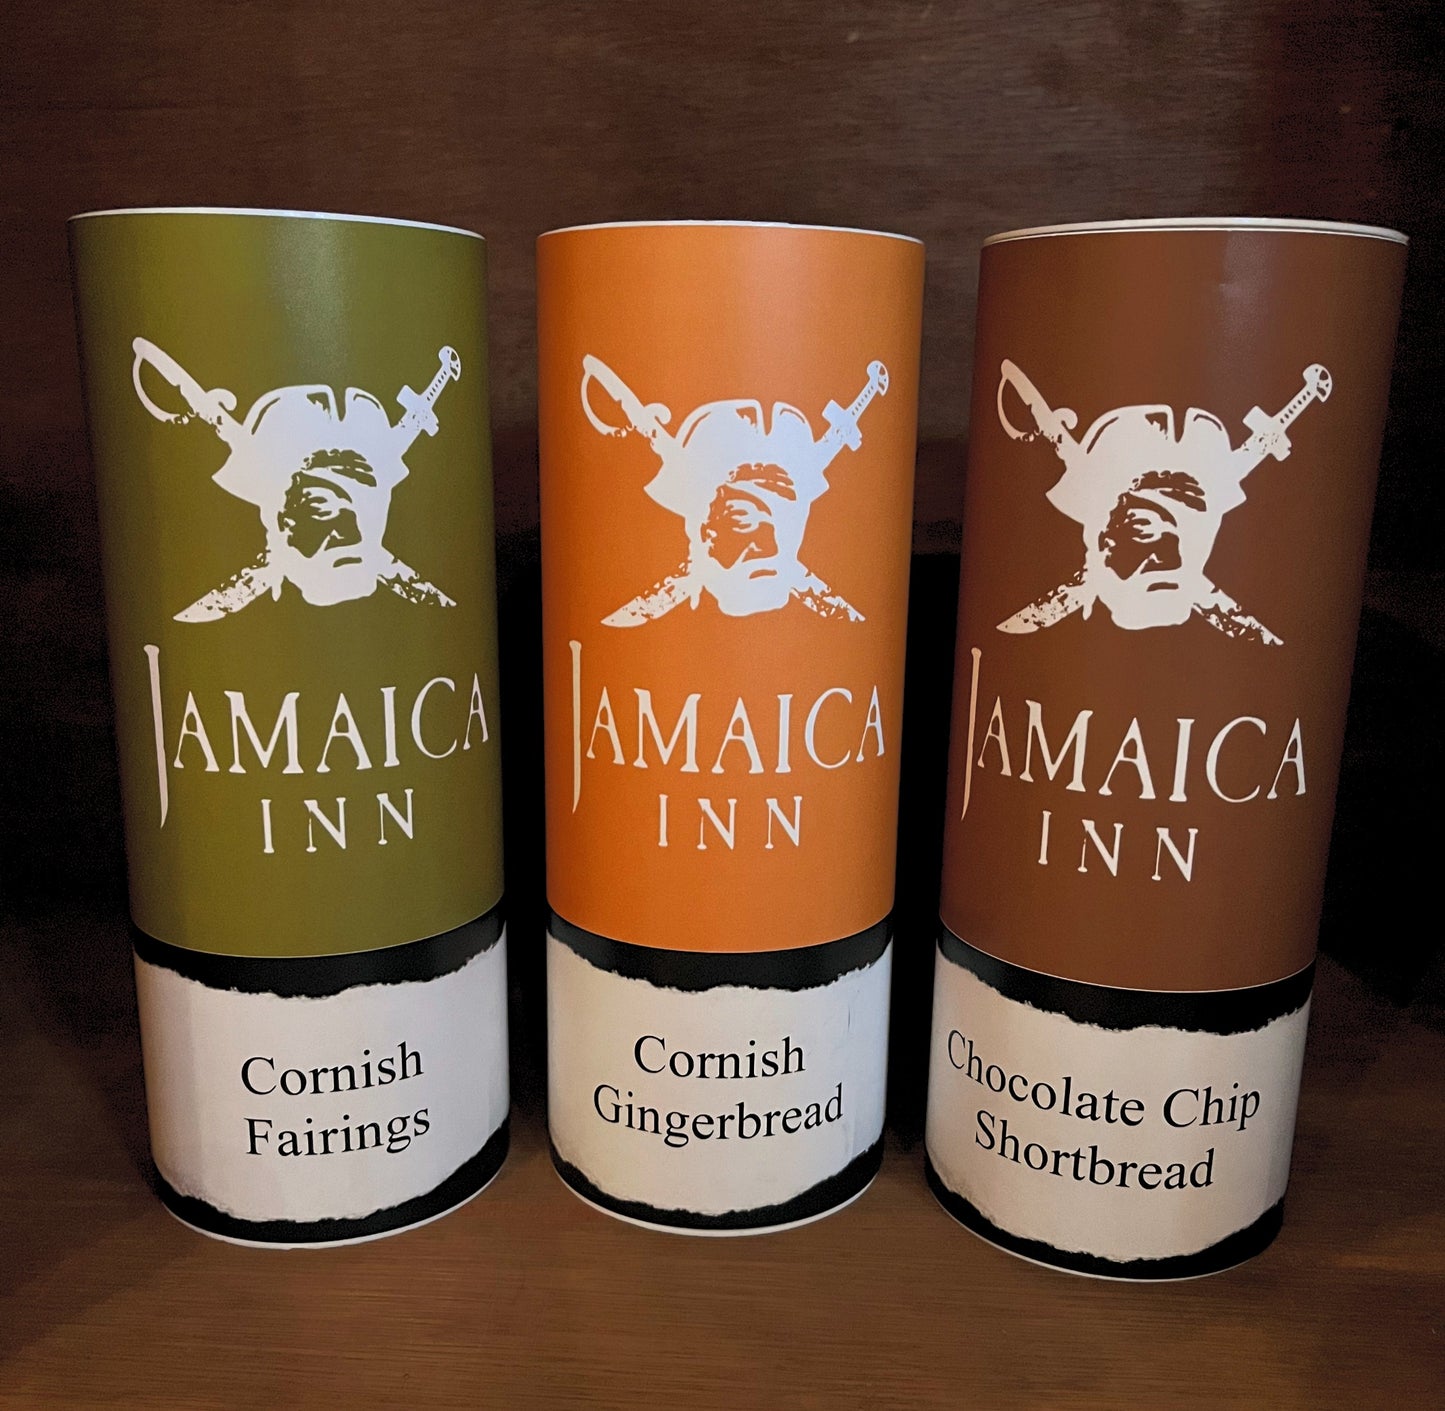 JAMAICA
INN
Cornish
Fairings
JAMAICA
INN
Cornish
Gingerbread
JAMAICA
INN
Chocolate Chip
Shortbread